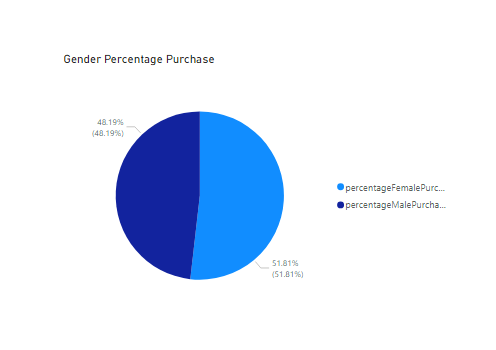 Gender Percentage Purchase
48.19%
(48.19%)
percentageFemalePurc...
percentageMalePurcha...
51.81%
(51.81%)